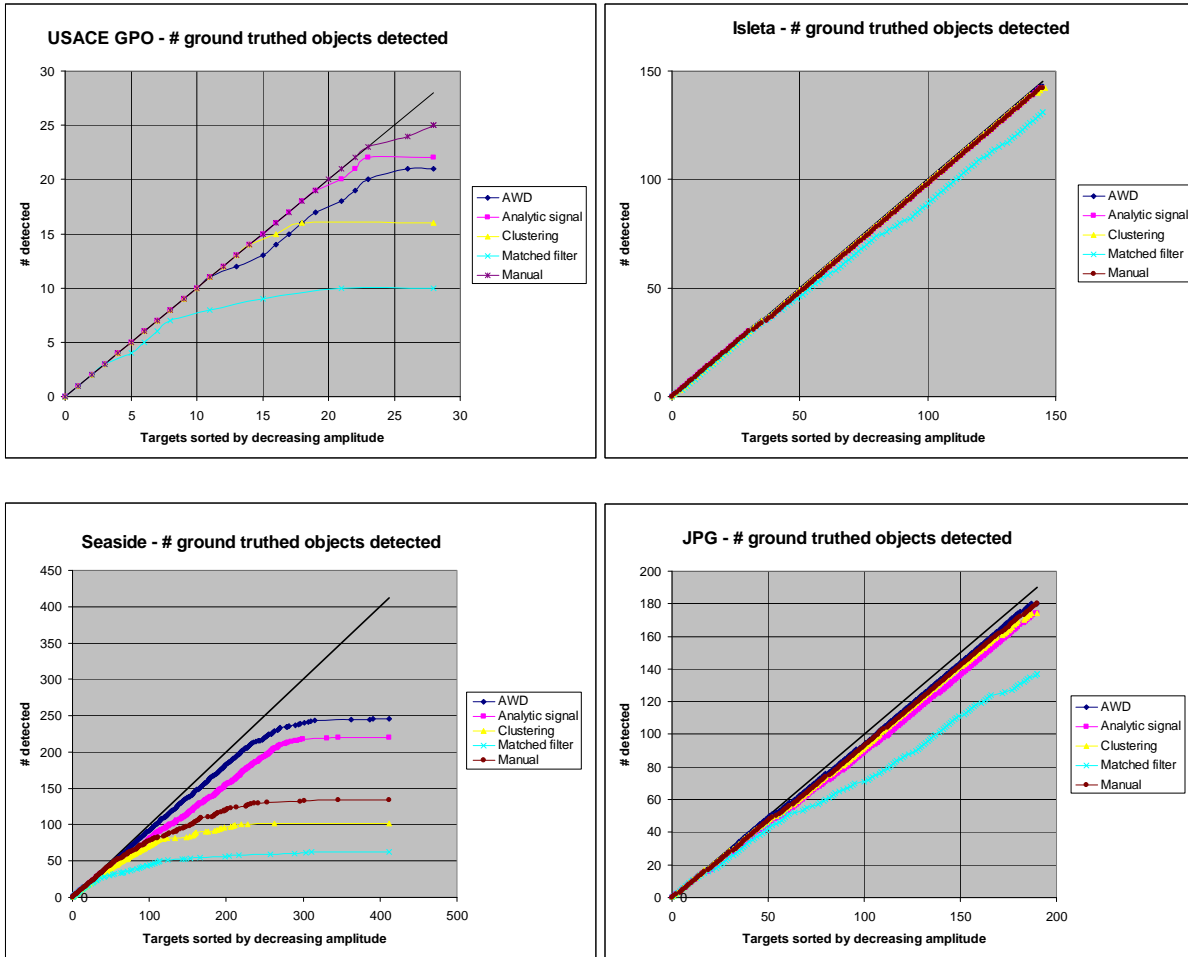 USACE GPO - # ground truthed objects detected
30
25
20
15
10
5
0
0 5 10 15 20 25 30
# detected
Targets sorted by decreasing amplitude
AWD
Analytic signal
Clustering
Matched filter
Manual
Isleta - # ground truthed objects detected
150
100
50
0
0 50 100 150
# detected
Targets sorted by decreasing amplitude
AWD
Analytic signal
Clustering
Matched filter
Manual
Seaside - # ground truthed objects detected
450
400
350
300
250
200
150
100
50
0
0
0 100 200 300 400 500
# detected
Targets sorted by decreasing amplitude
AWD
Analytic signal
Clustering
Matched filter
Manual
JPG - # ground truthed objects detected
200
180
160
140
120
100
80
60
40
20
0
0
0 50 100 150 200
# detected
Targets sorted by decreasing amplitude
AWD
Analytic signal
Clustering
Matched filter
Manual